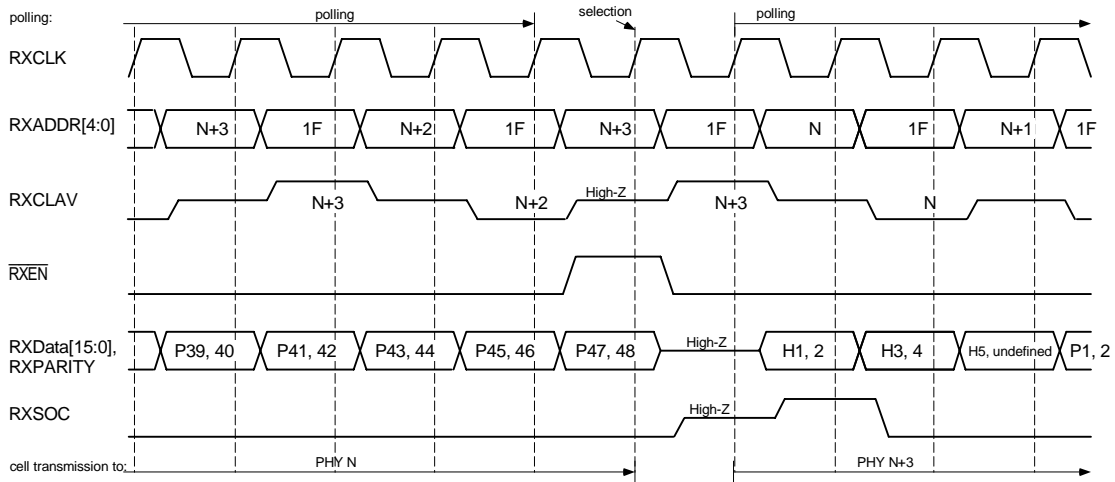 polling: polling selection polling
RXCLK
RXADDR[4:0] N+3 1F N+2 1F N+3 1F N 1F N+1 1F
RXCLAV N+3 N+2 High-Z N+3 N
RXEN
RXData[15:0], RXPARITY P39, 40 P41, 42 P43, 44 P45, 46 P47, 48 High-Z H1, 2 H3, 4 H5, undefined P1, 2
RXSOC High-Z
cell transmission to: PHY N PHY N+3